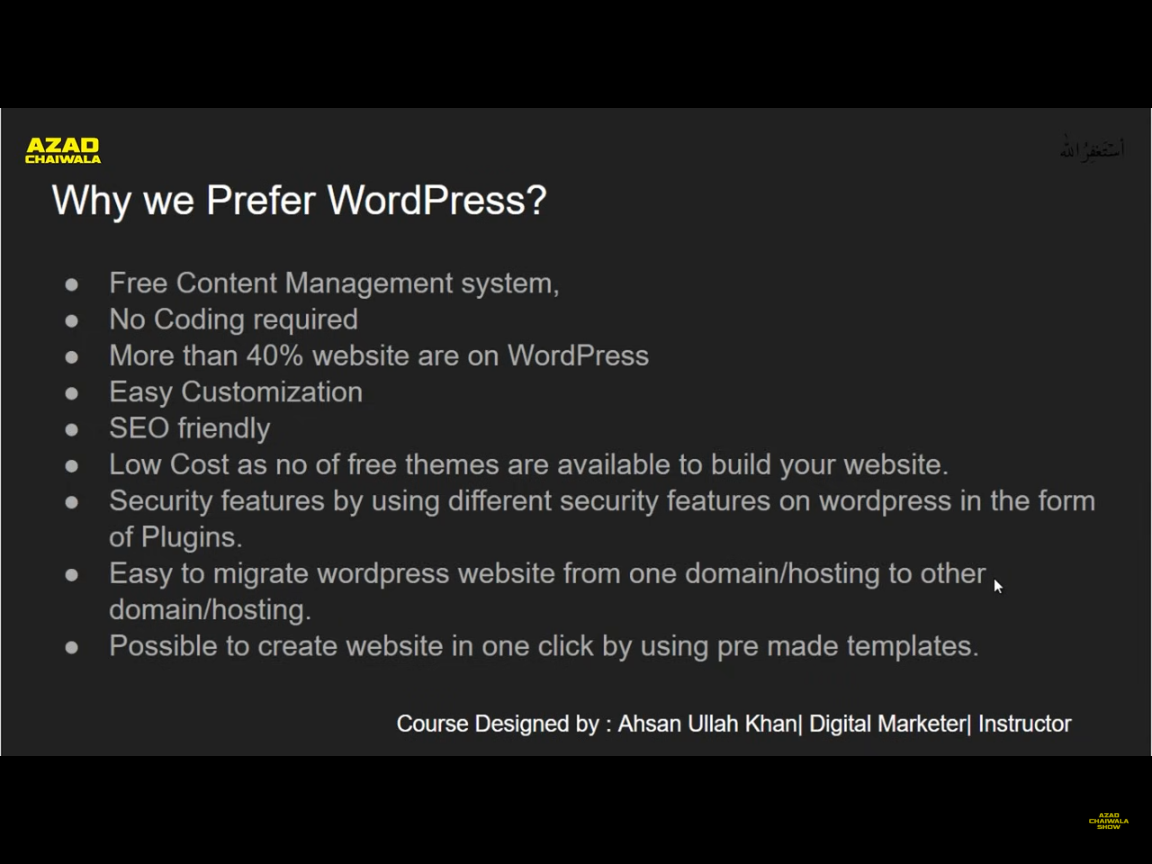 AZAD
CHAIWALA
أستغفر الله
Why we Prefer WordPress?
● Free Content Management system,
● No Coding required
● More than 40% website are on WordPress
● Easy Customization
● SEO friendly
● Low Cost as no of free themes are available to build your website.
● Security features by using different security features on wordpress in the form
of Plugins.
● Easy to migrate wordpress website from one domain/hosting to other
domain/hosting.
● Possible to create website in one click by using pre made templates.
Course Designed by : Ahsan Ullah Khan| Digital Marketer| Instructor
AZAD
CHAIWALA
SHOW